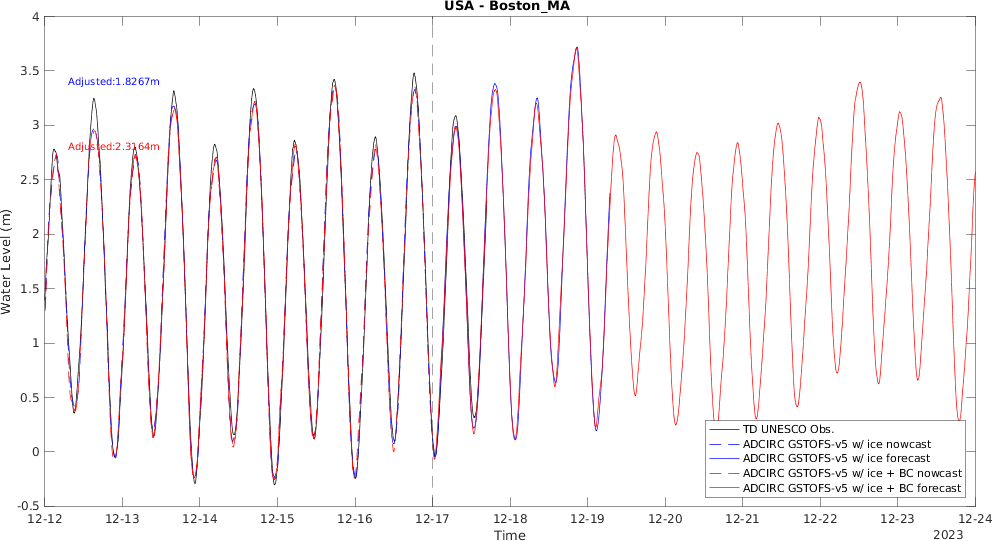 USA - Boston_MA
Water Level (m)
4
3.5
3
2.5
2
1.5
1
0.5
0
-0.5
Adjusted:1.8267m
Adjusted:2.3164m
TD UNESCO Obs.
ADCIRC GSTOFS-v5 w/ ice nowcast
ADCIRC GSTOFS-v5 w/ ice forecast
ADCIRC GSTOFS-v5 w/ ice + BC nowcast
ADCIRC GSTOFS-v5 w/ ice + BC forecast
12-12 12-13 12-14 12-15 12-16 12-17 12-18 12-19 12-20 12-21 12-22 12-23 12-24
Time
2023